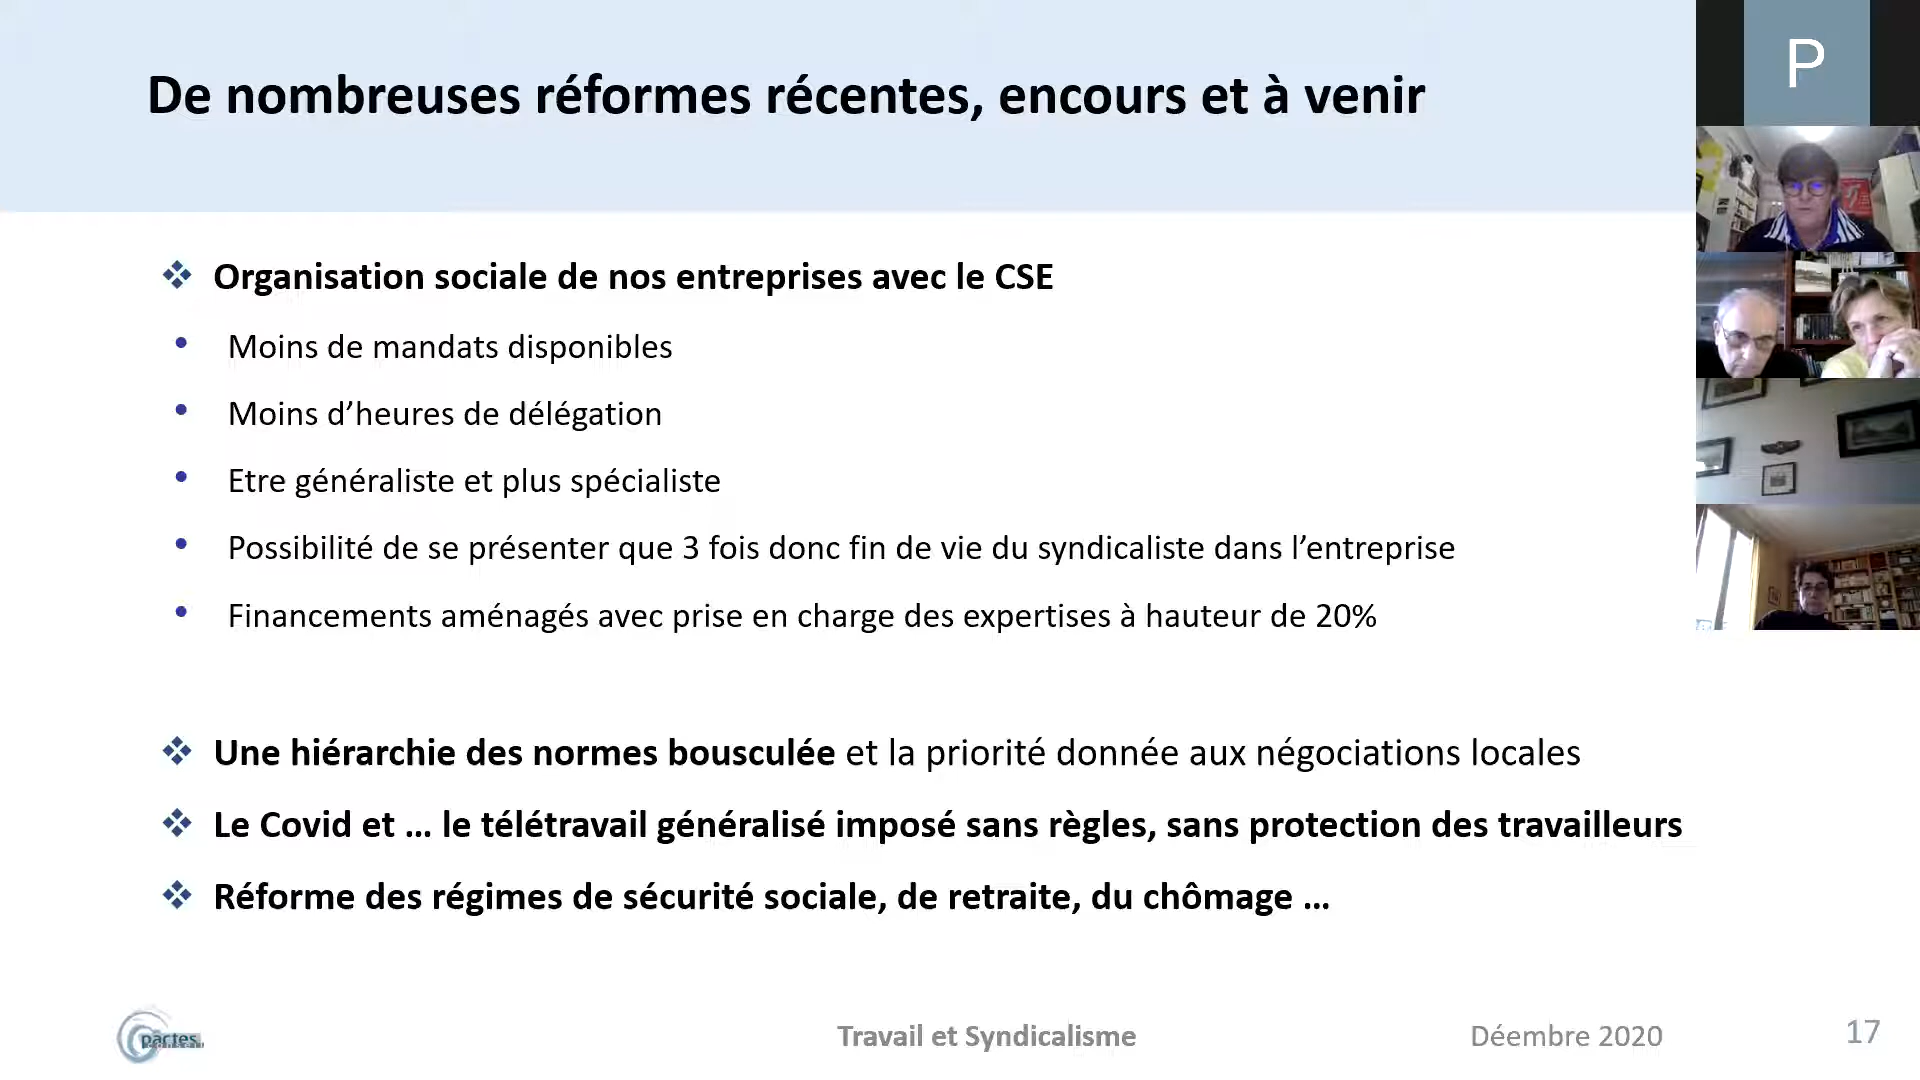 De nombreuses réformes récentes, encours et à venir
P
❖ Organisation sociale de nos entreprises avec le CSE
• Moins de mandats disponibles
• Moins d’heures de délégation
• Etre généraliste et plus spécialiste
• Possibilité de se présenter que 3 fois donc fin de vie du syndicaliste dans l’entreprise
• Financements aménagés avec prise en charge des expertises à hauteur de 20%
❖ Une hiérarchie des normes bousculée et la priorité donnée aux négociations locales
❖ Le Covid et … le télétravail généralisé imposé sans règles, sans protection des travailleurs
❖ Réforme des régimes de sécurité sociale, de retraite, du chômage …
pactes
conseil
Travail et Syndicalisme
Déembre 2020
17